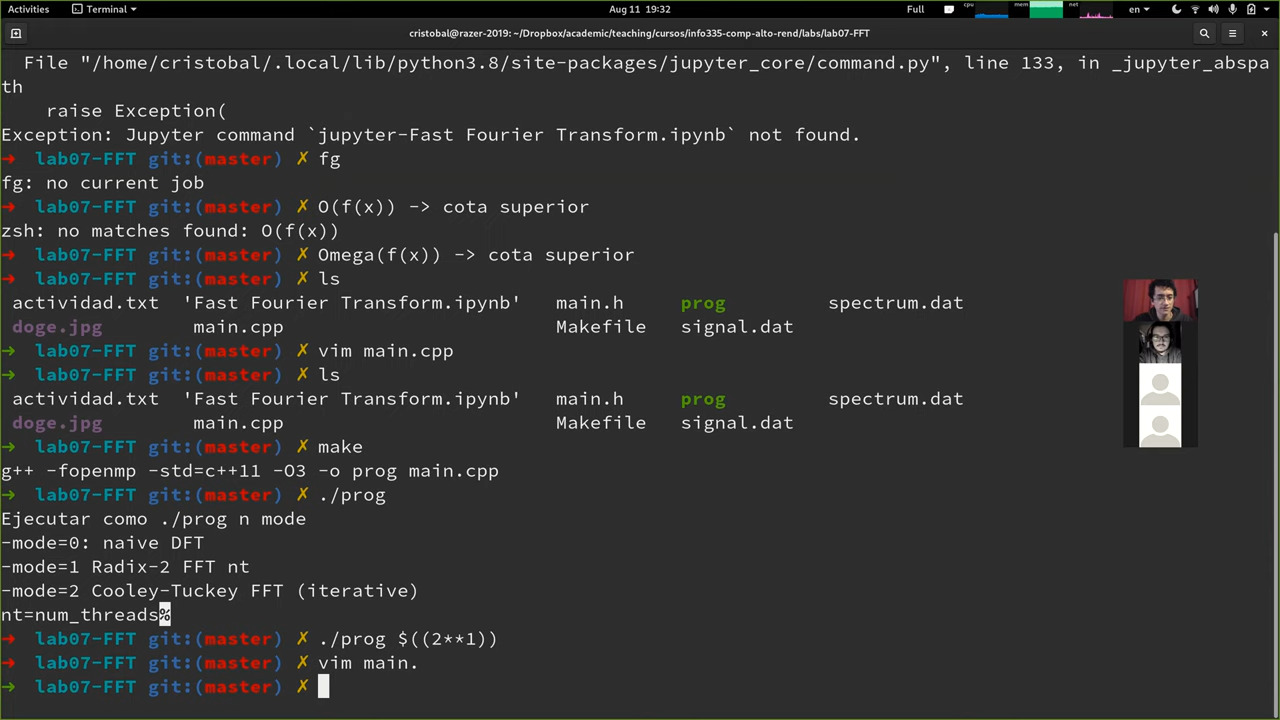 Activities Terminal Aug 11 19:32 Full cpu mem net en
cristobal@razer-2019:~/Dropbox/academic/teaching/cursos/info335-comp-alto-rend/labs/lab07-FFT
File "/home/cristobal/.local/lib/python3.8/site-packages/jupyter_core/command.py", line 133, in _jupyter_abspa
th
raise Exception(
Exception: Jupyter command `jupyter-Fast Fourier Transform.ipynb` not found.
➜ lab07-FFT git:(master) ✗ fg
fg: no current job
➜ lab07-FFT git:(master) ✗ O(f(x)) -> cota superior
zsh: no matches found: O(f(x))
➜ lab07-FFT git:(master) ✗ Omega(f(x)) -> cota superior
➜ lab07-FFT git:(master) ✗ ls
actividad.txt 'Fast Fourier Transform.ipynb' main.h prog spectrum.dat
doge.jpg main.cpp Makefile signal.dat
➜ lab07-FFT git:(master) ✗ vim main.cpp
➜ lab07-FFT git:(master) ✗ ls
actividad.txt 'Fast Fourier Transform.ipynb' main.h prog spectrum.dat
doge.jpg main.cpp Makefile signal.dat
➜ lab07-FFT git:(master) ✗ make
g++ -fopenmp -std=c++11 -O3 -o prog main.cpp
➜ lab07-FFT git:(master) ✗ ./prog
Ejecutar como ./prog n mode
-mode=0: naive DFT
-mode=1 Radix-2 FFT nt
-mode=2 Cooley-Tuckey FFT (iterative)
nt=num_threads%
➜ lab07-FFT git:(master) ✗ ./prog $((2**1))
➜ lab07-FFT git:(master) ✗ vim main.
➜ lab07-FFT git:(master) ✗